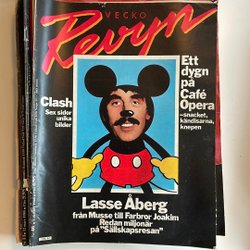 VECKO
Revyn
Clash
Sex sidor
unika
bilder
Ett
dygn
på
Café
Opera
–snacket,
kändisarna,
knepen
Lasse Åberg
från Musse till Farbror Joakim
Redan miljonär
på "Sällskapsresan"